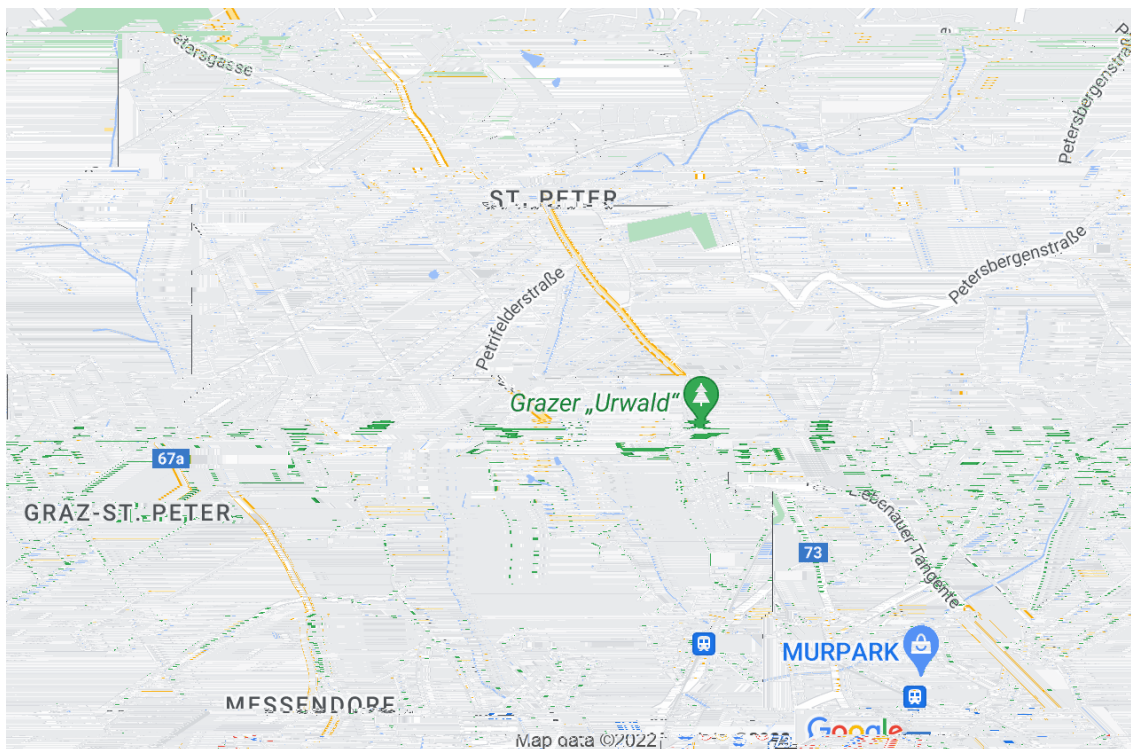 etersgasse
Petersbergenstraße
ST. PETER
Petersbergenstraße
Petrifelderstraße
Grazer „Urwald“
67a
GRAZ-ST. PETER
Liebenauer Tangente
73
MURPARK
MESSENDORF
Google
Map data ©2022